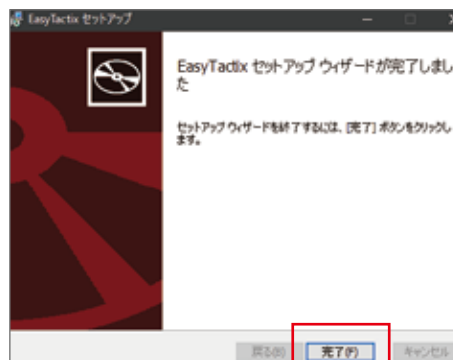 EasyTactix セットアップ
EasyTactix セットアップ ウィザードが完了しまし
た
セットアップ ウィザードを終了するには、[完了] ボタンをクリックし
ます。
戻る(B) 完了(F) キャンセル